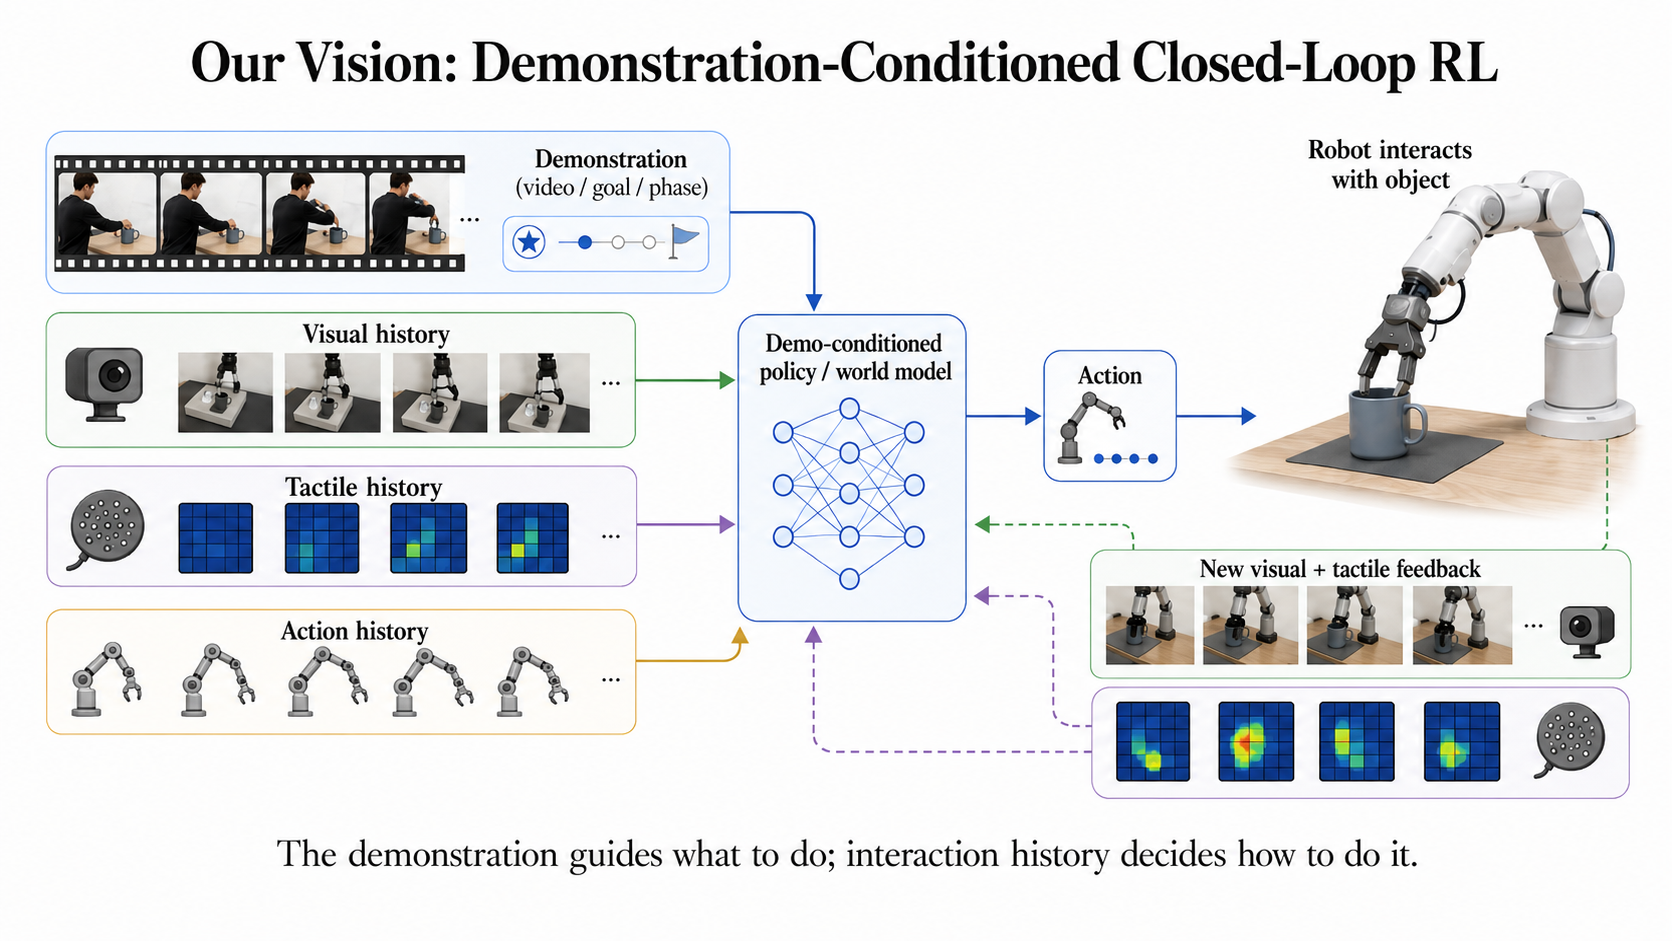 Our Vision: Demonstration-Conditioned Closed-Loop RL
Demonstration
(video / goal / phase)
...
Visual history
...
Tactile history
...
Action history
...
Demo-conditioned
policy / world model
Action
Robot interacts
with object
New visual + tactile feedback
...
The demonstration guides what to do; interaction history decides how to do it.